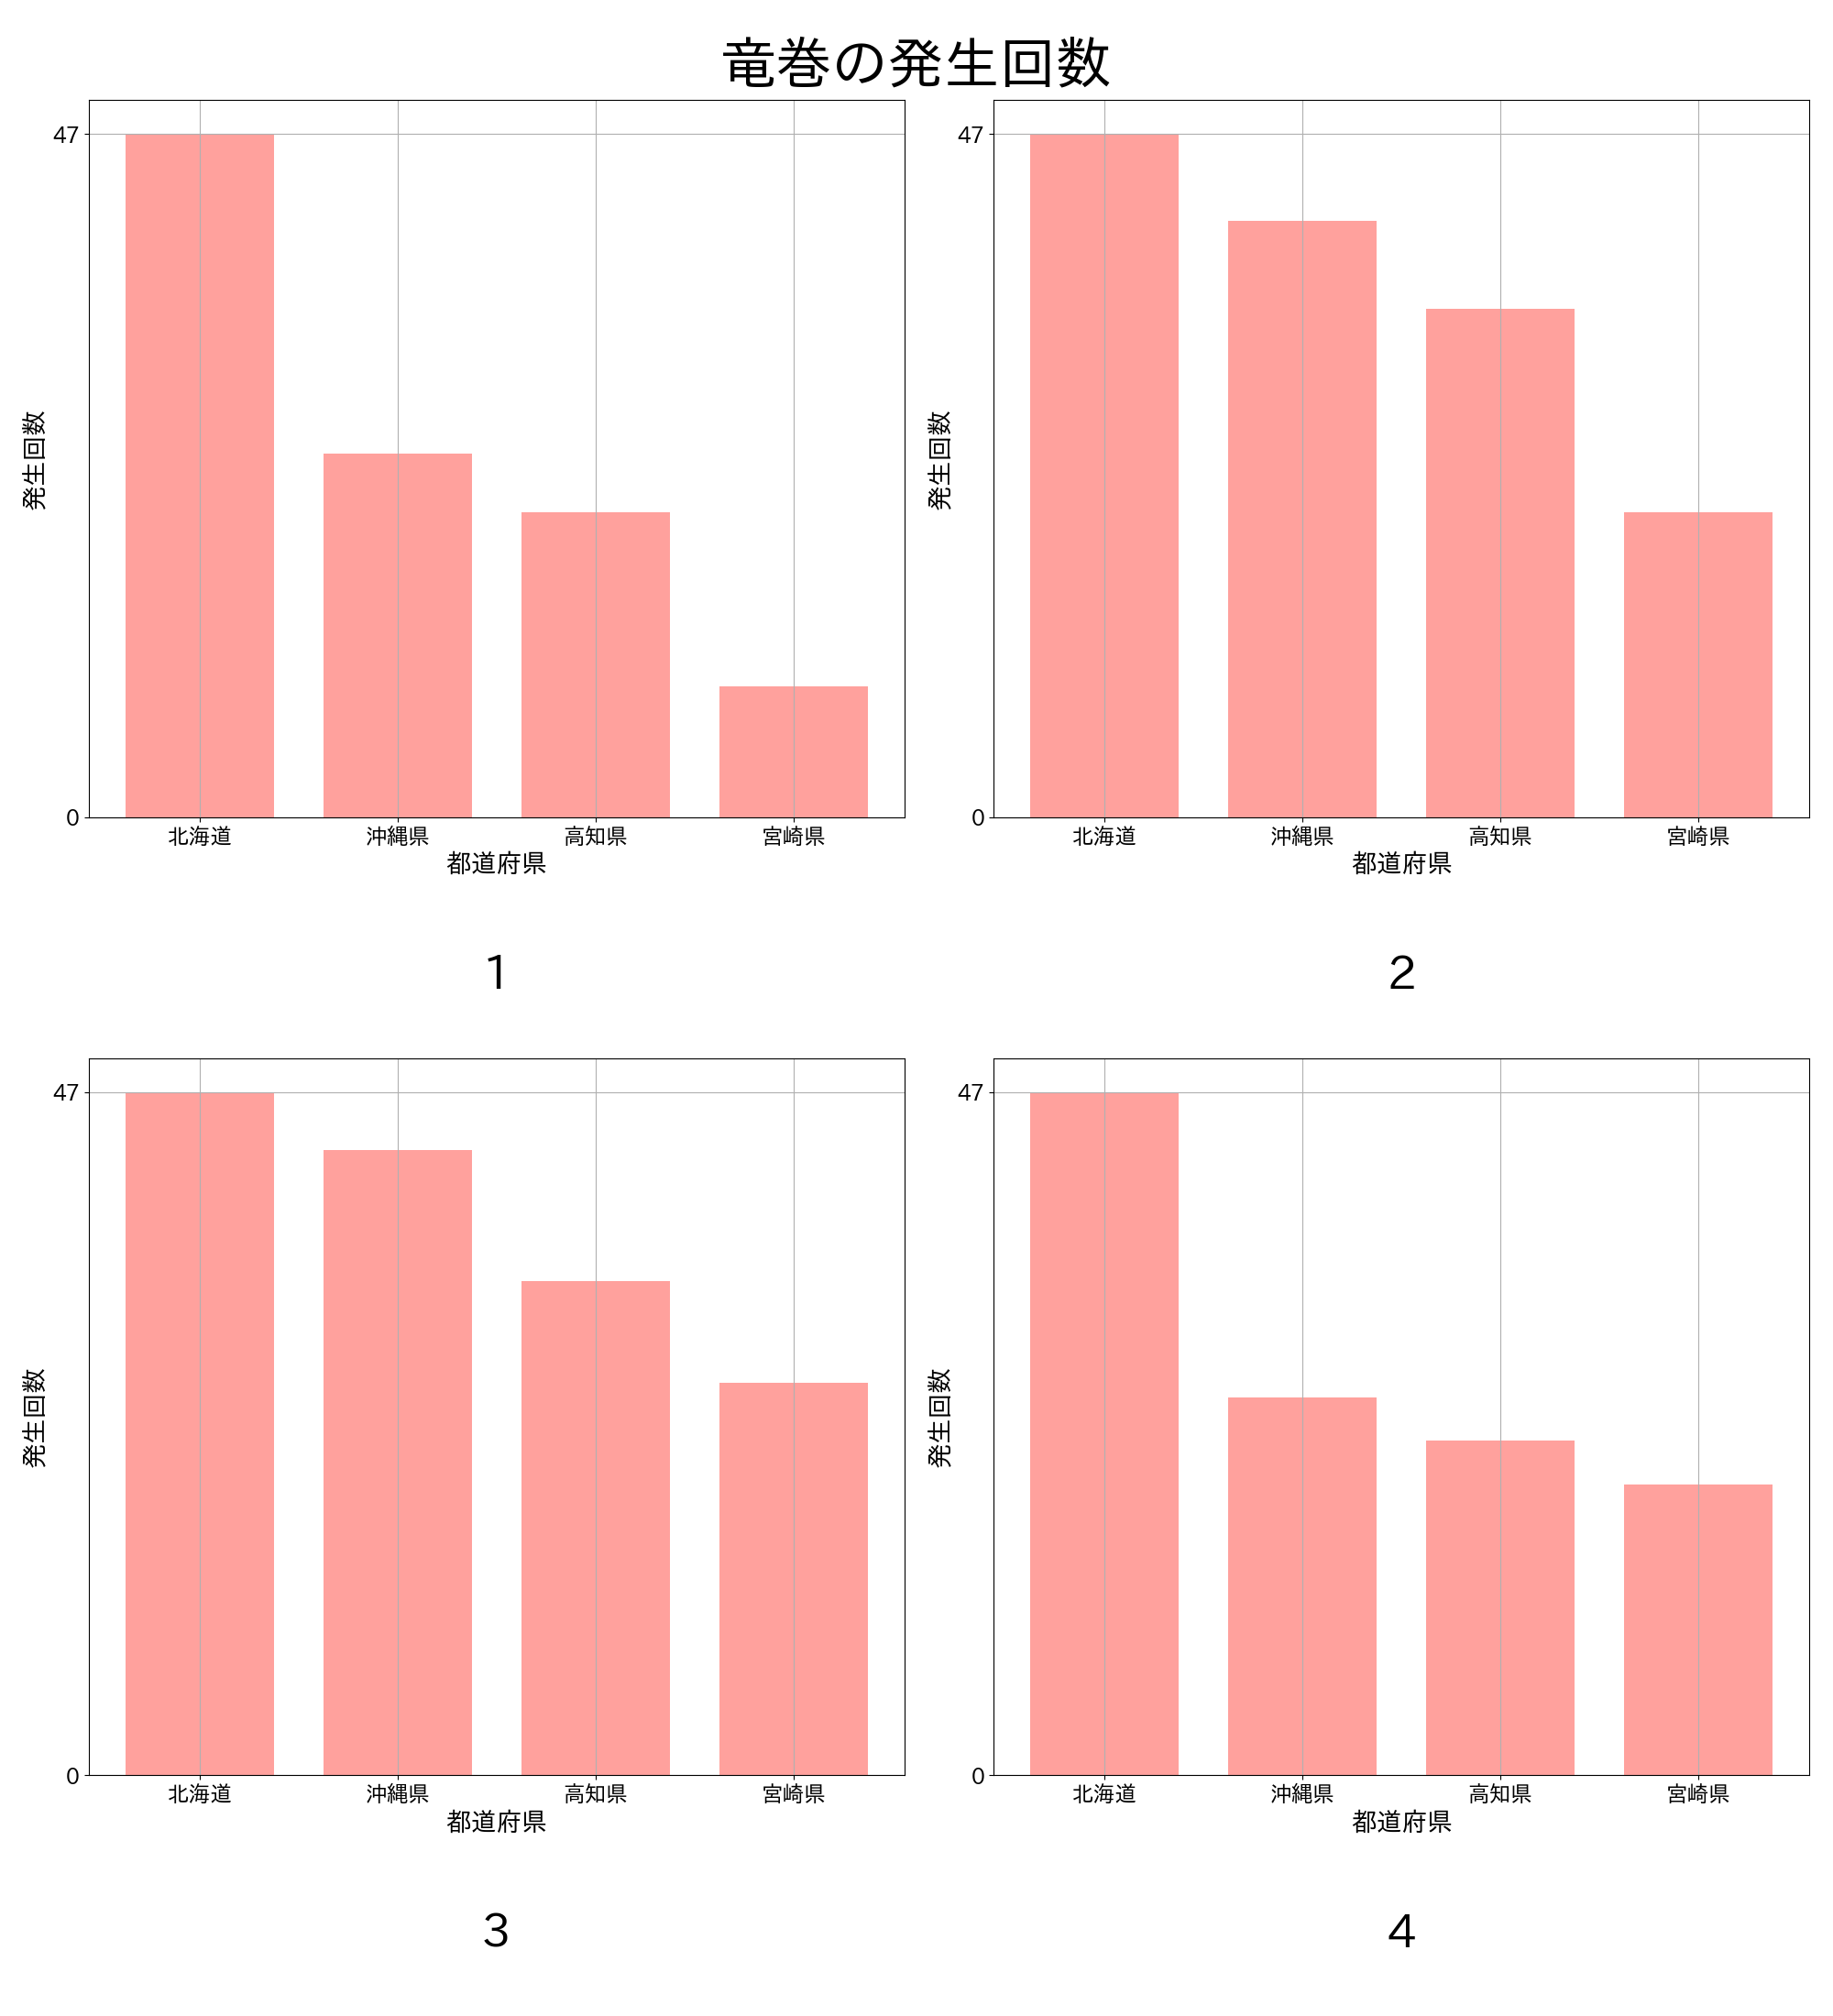 竜巻の発生回数
47
0
発生回数
北海道 沖縄県 高知県 宮崎県
都道府県
1
47
0
発生回数
北海道 沖縄県 高知県 宮崎県
都道府県
2
47
0
発生回数
北海道 沖縄県 高知県 宮崎県
都道府県
3
47
0
発生回数
北海道 沖縄県 高知県 宮崎県
都道府県
4